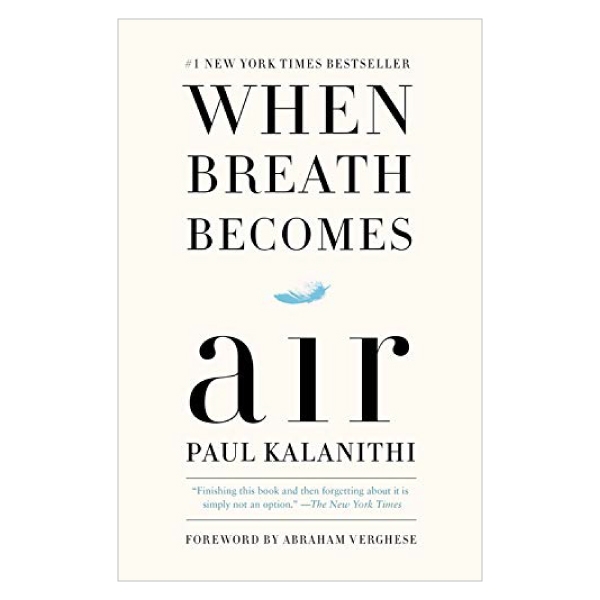 #1 NEW YORK TIMES BESTSELLER
WHEN
BREATH
BECOMES
aır
PAUL KALANITHI
“Finishing this book and then forgetting about it is
simply not an option.” —The New York Times
FOREWORD BY ABRAHAM VERGHESE